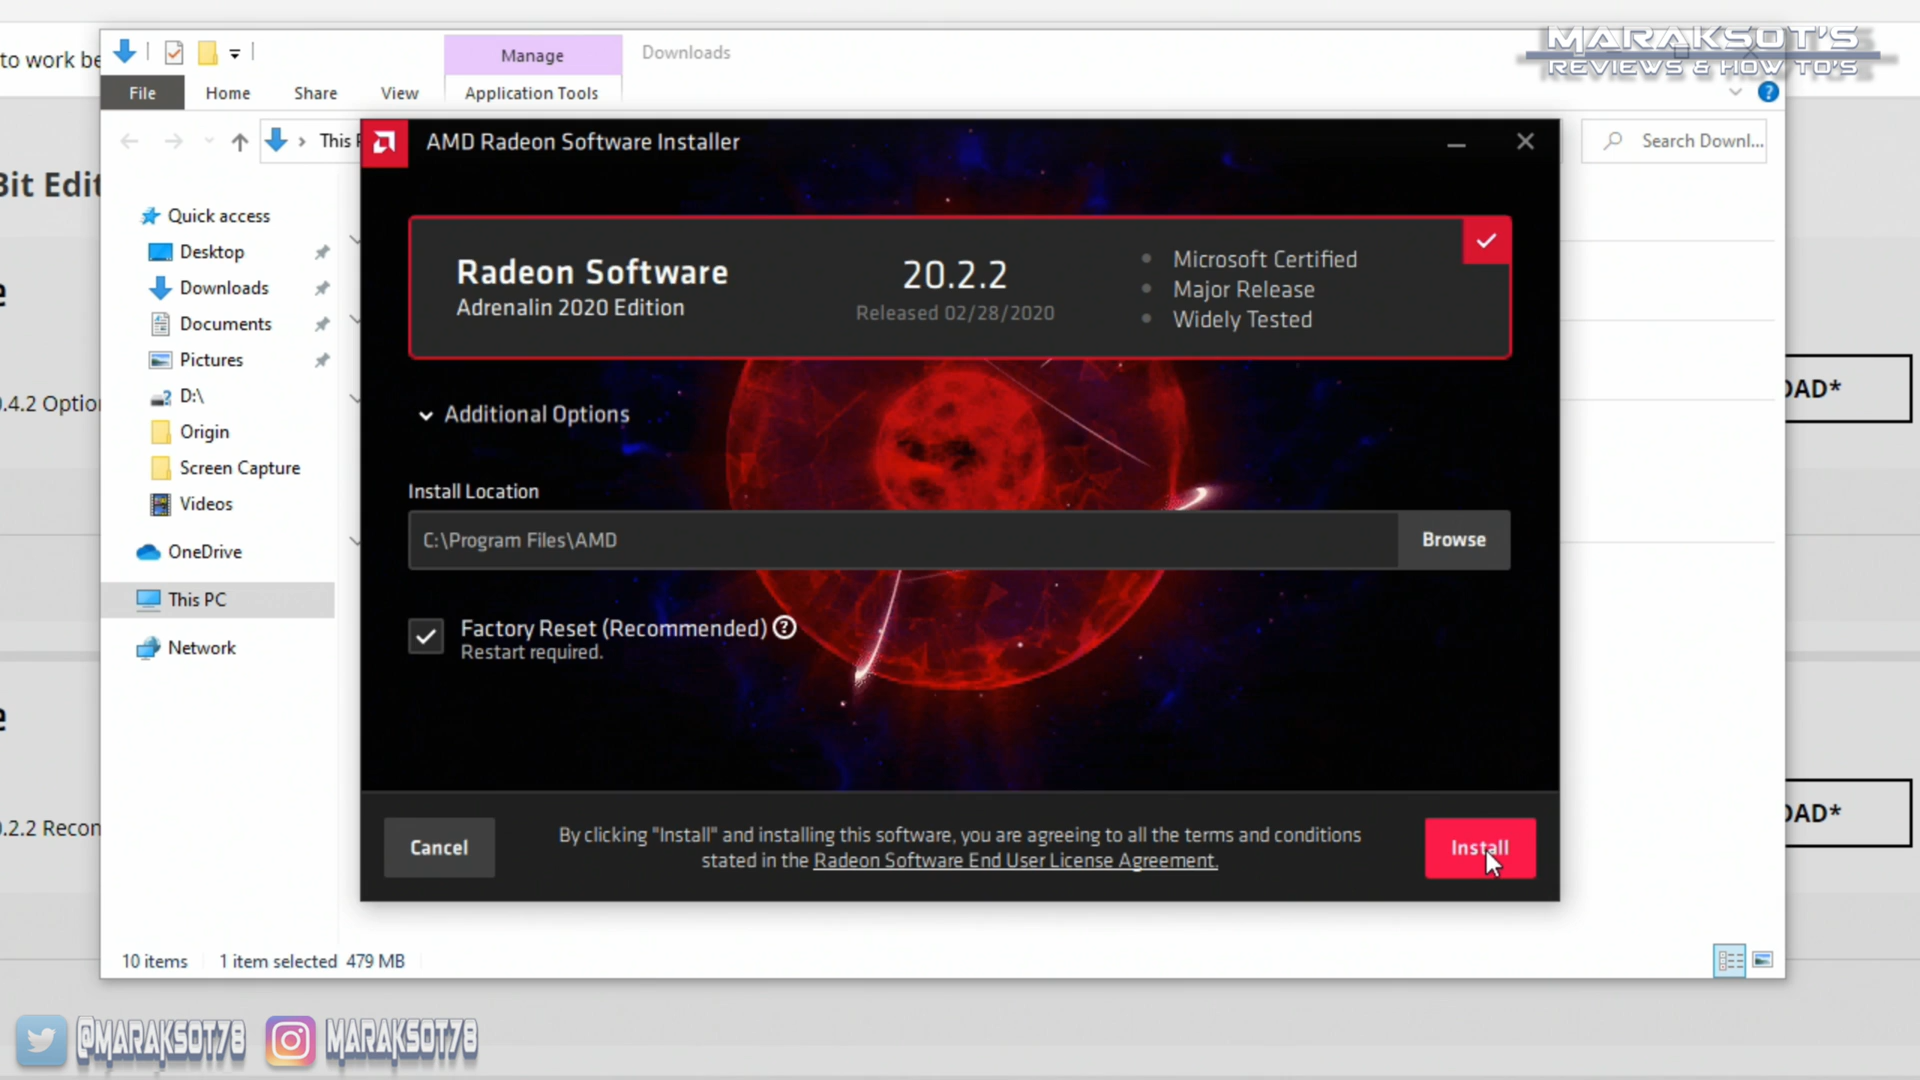 MARAKSOT'S
REVIEWS & HOW TO'S
to work be
Manage
Downloads
File
Home
Share
View
Application Tools
This P
AMD Radeon Software Installer
Search Downl...
Bit Edit
Quick access
Desktop
Downloads
Documents
Pictures
D:\
Origin
Screen Capture
Videos
OneDrive
This PC
Network
Radeon Software
Adrenalin 2020 Edition
20.2.2
Released 02/28/2020
Microsoft Certified
Major Release
Widely Tested
e
.4.2 Option
OAD*
Additional Options
Install Location
C:\Program Files\AMD
Browse
Factory Reset (Recommended)
Restart required.
e
.2.2 Recon
OAD*
Cancel
By clicking "Install" and installing this software, you are agreeing to all the terms and conditions
stated in the Radeon Software End User License Agreement.
Install
10 items
1 item selected 479 MB
@MARAKSOT78
MARAKSOT78